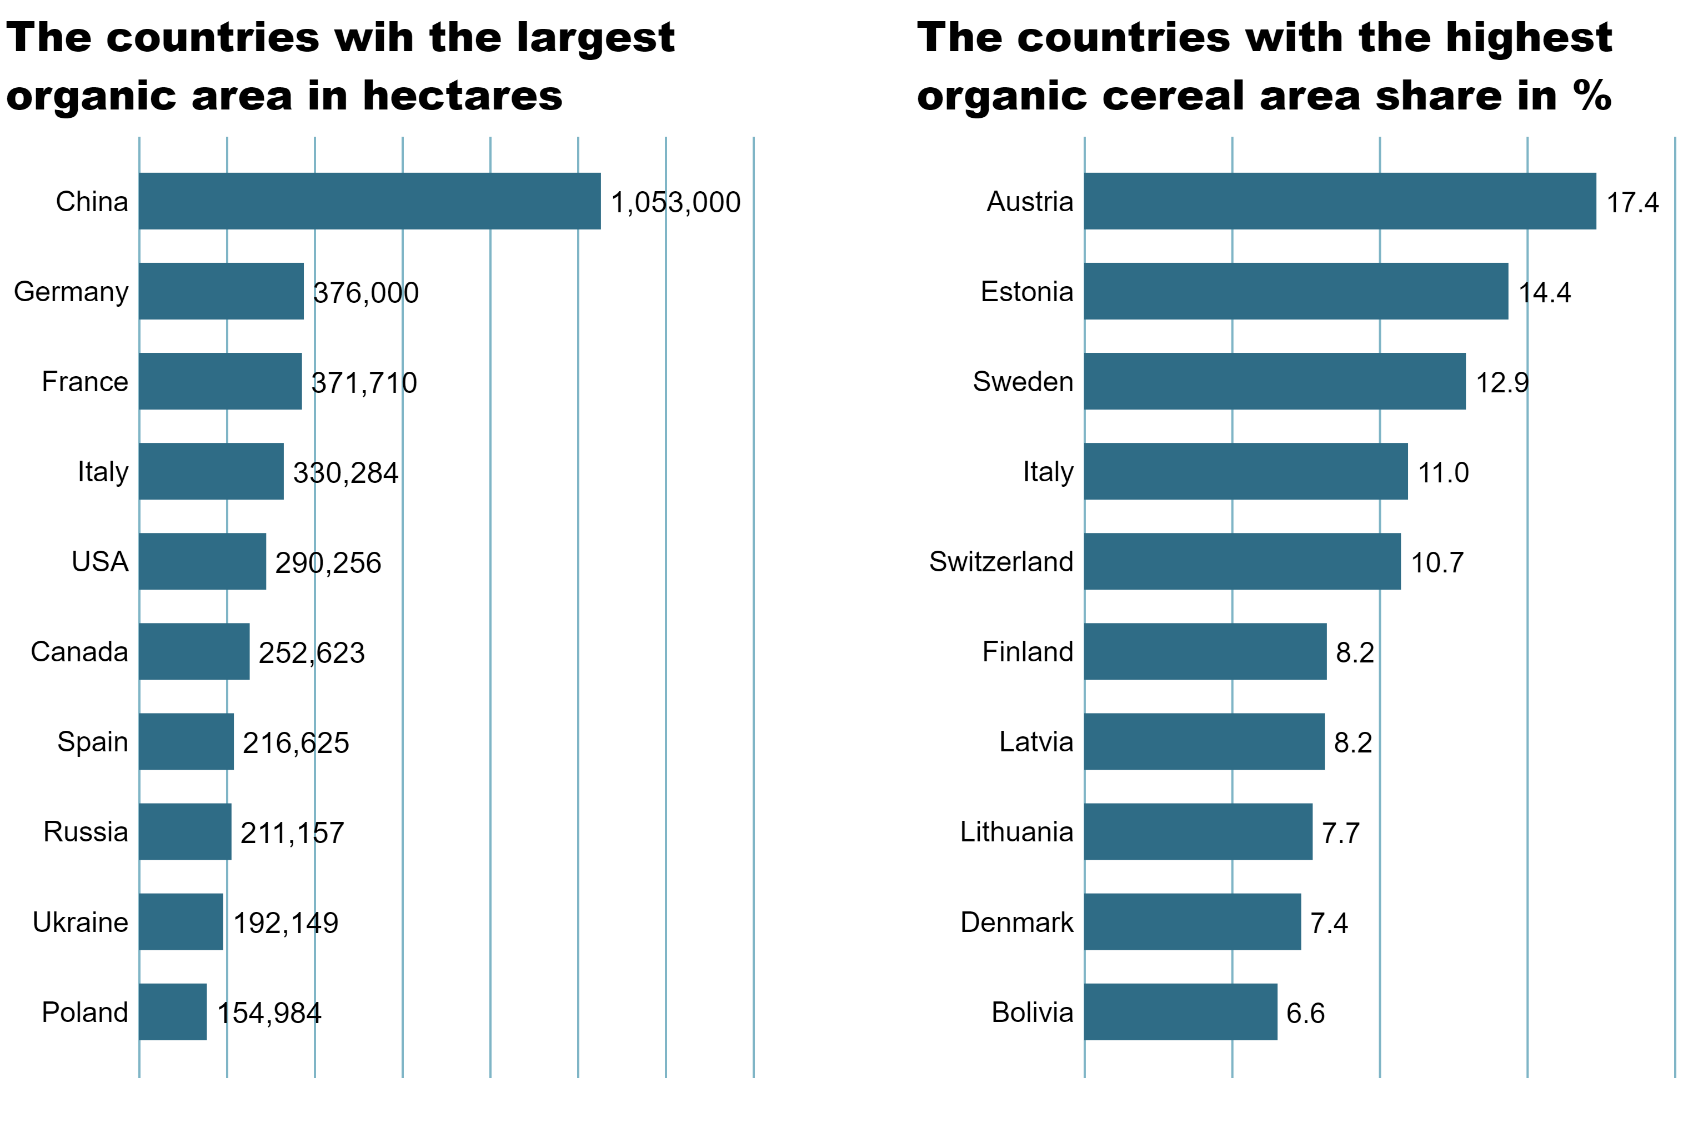 The countries wih the largest
organic area in hectares
China 1,053,000
Germany 376,000
France 371,710
Italy 330,284
USA 290,256
Canada 252,623
Spain 216,625
Russia 211,157
Ukraine 192,149
Poland 154,984
The countries with the highest
organic cereal area share in %
Austria 17.4
Estonia 14.4
Sweden 12.9
Italy 11.0
Switzerland 10.7
Finland 8.2
Latvia 8.2
Lithuania 7.7
Denmark 7.4
Bolivia 6.6